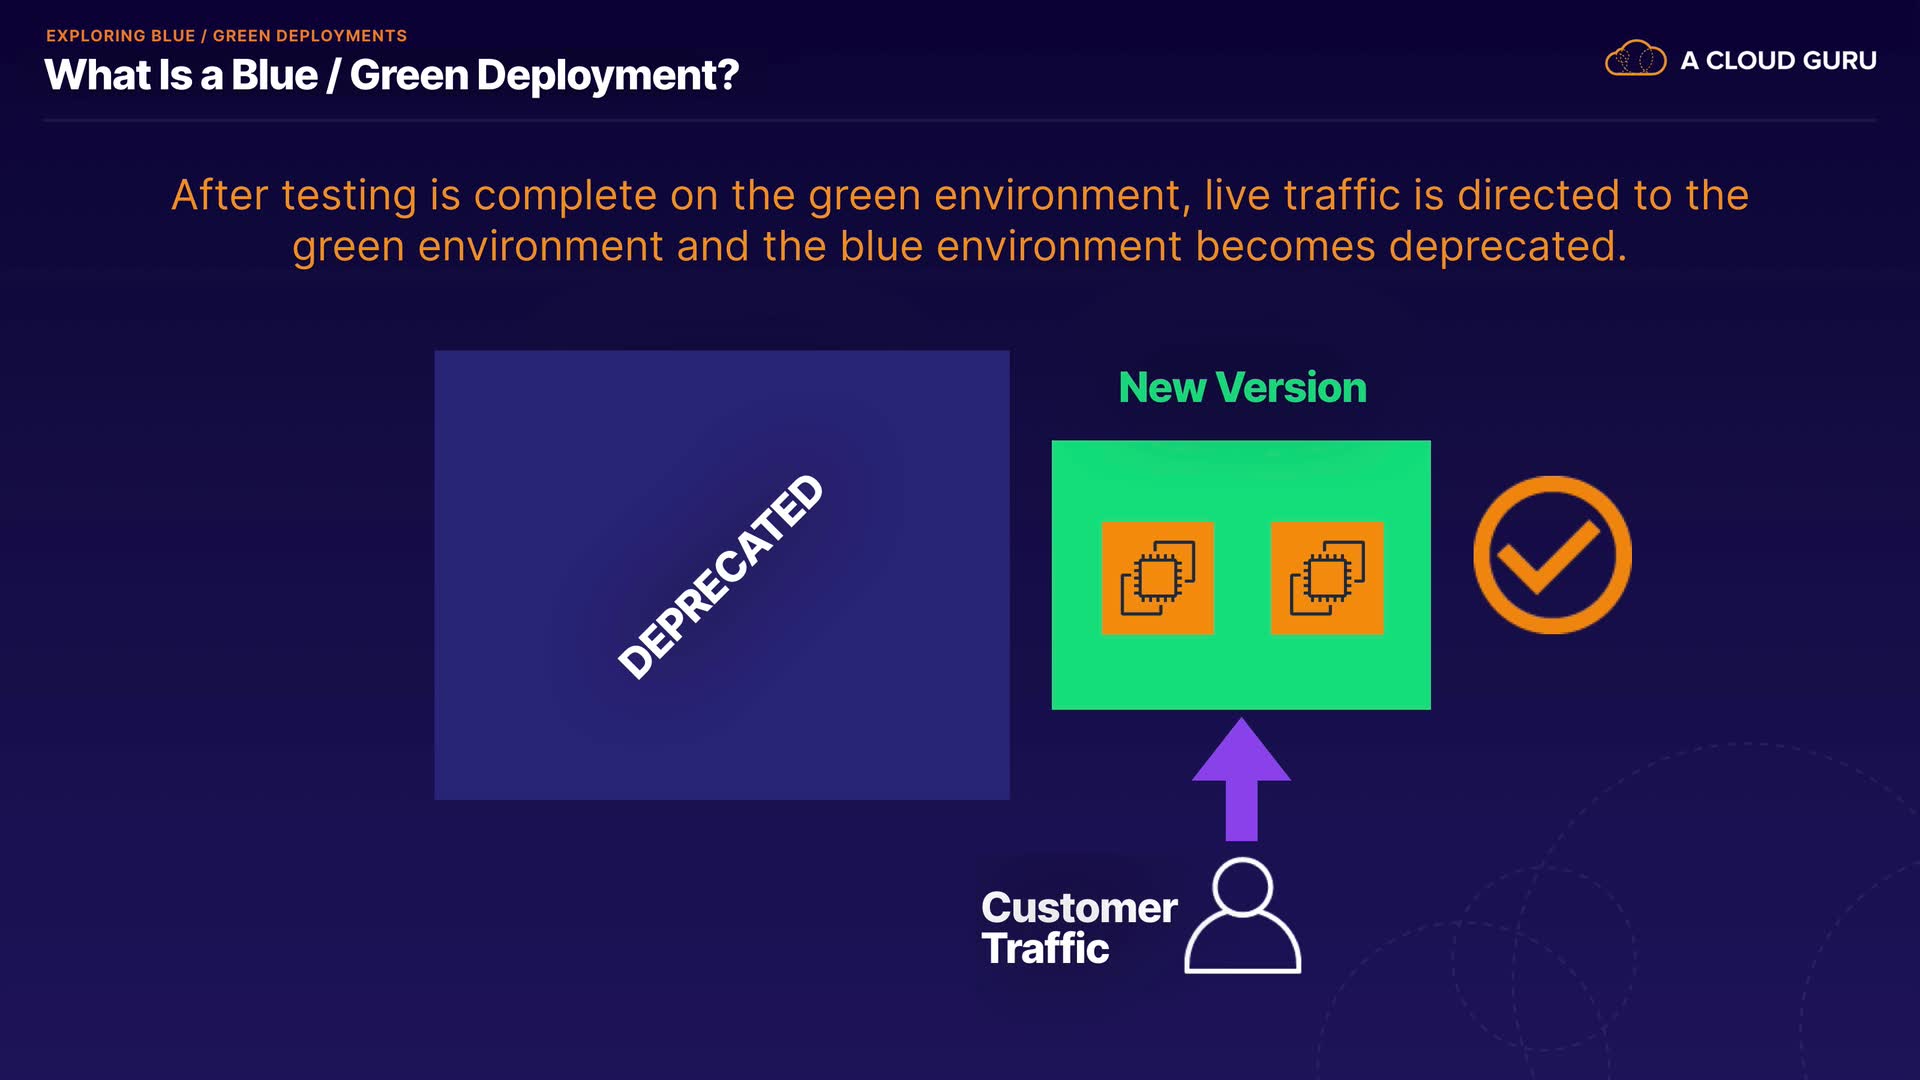 EXPLORING BLUE / GREEN DEPLOYMENTS
What Is a Blue / Green Deployment?
A CLOUD GURU
After testing is complete on the green environment, live traffic is directed to the
green environment and the blue environment becomes deprecated.
DEPRECATED
New Version
Customer
Traffic